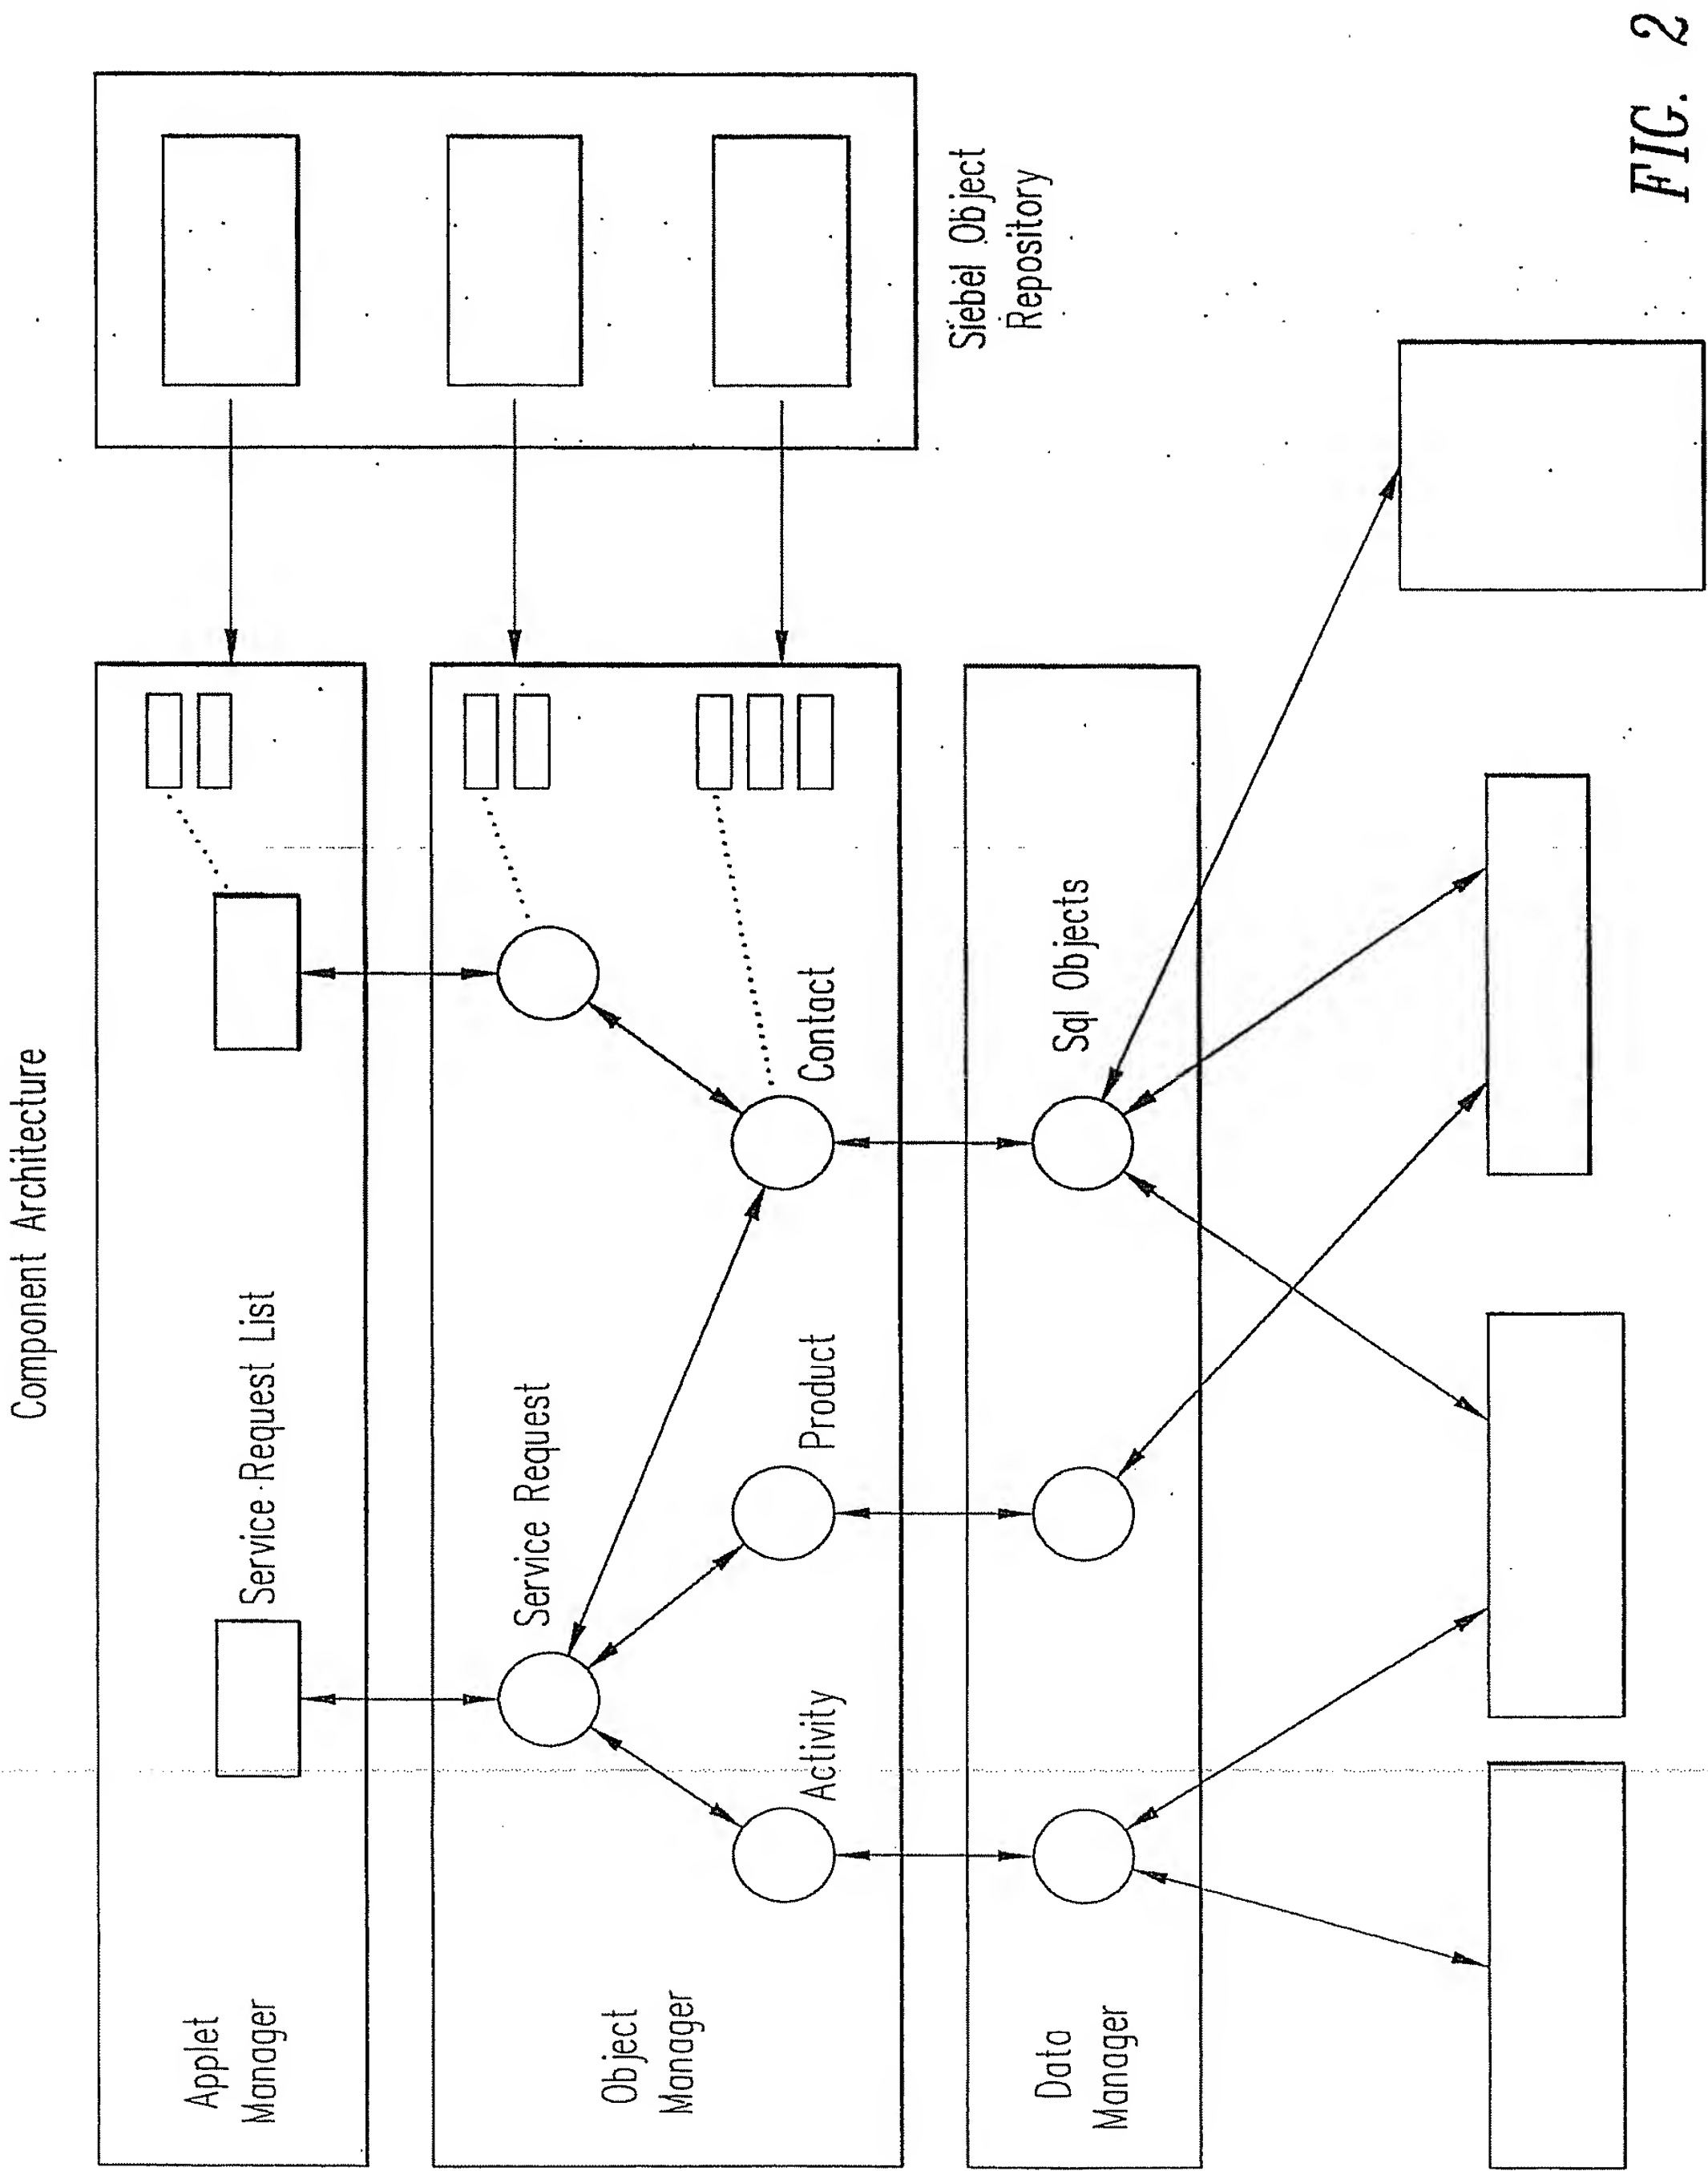 Component Architecture
Applet
Manager
Service Request List
Object
Manager
Service Request
Activity
Product
Contact
Data
Manager
Sql Objects
Siebel Object
Repository
FIG. 2